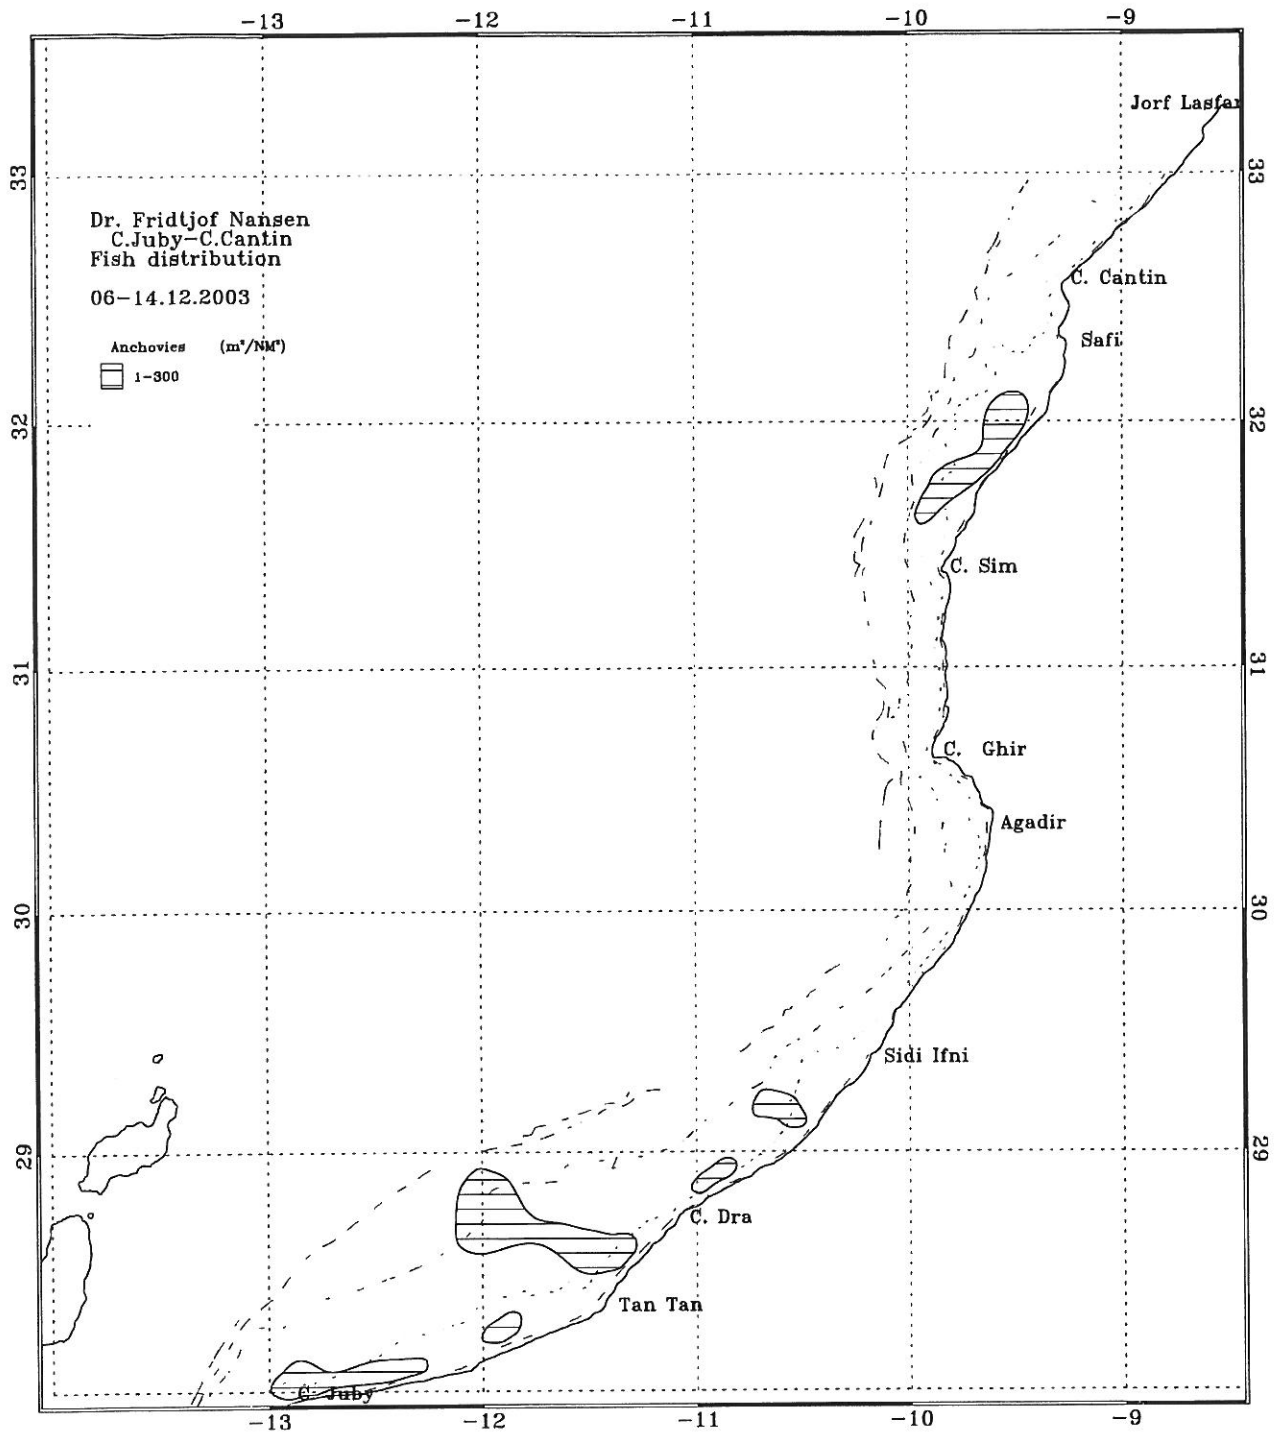 -13 -12 -11 -10 -9
Jorf Lasfar
33 33
Dr. Fridtjof Nansen
C.Juby-C.Cantin
Fish distribution
C. Cantin
06-14.12.2003
Safi
Anchovies (m²/NM²)
1-300
32 32
C. Sim
31 31
C. Ghir
Agadir
30 30
Sidi Ifni
29 29
C. Dra
Tan Tan
C. Juby
-13 -12 -11 -10 -9